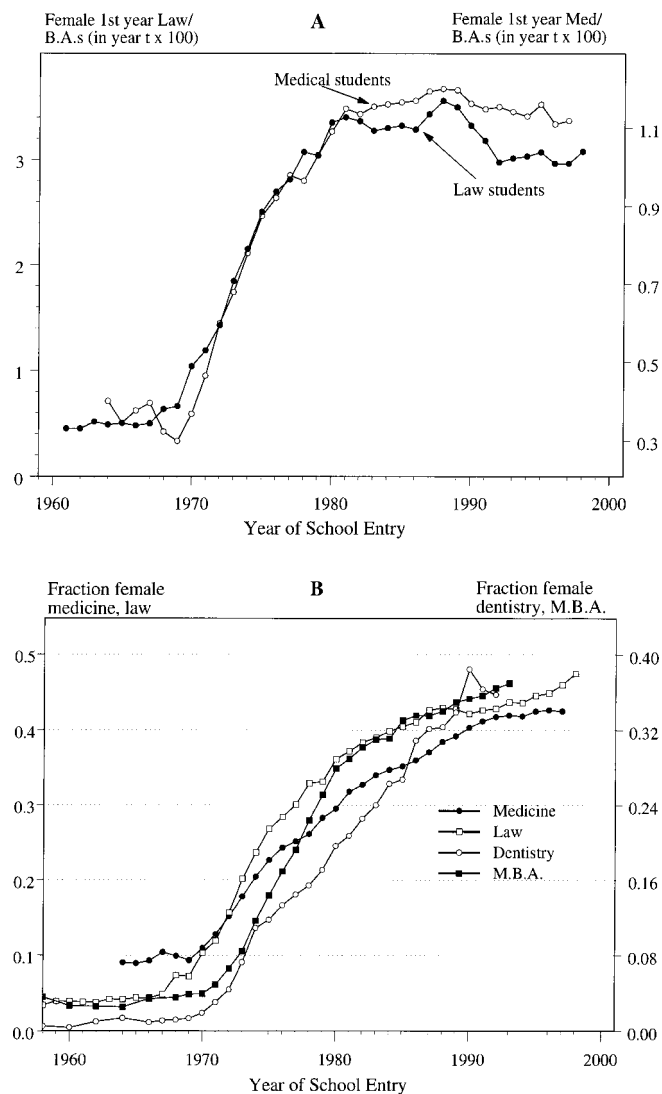 Female 1st year Law/
B.A.s (in year t x 100)
A
Female 1st year Med/
B.A.s (in year t x 100)
Medical students
Law students
3
2
1
0
1.1
0.9
0.7
0.5
0.3
1960 1970 1980 1990 2000
Year of School Entry
Fraction female
medicine, law
B
Fraction female
dentistry, M.B.A.
0.5
0.4
0.3
0.2
0.1
0.0
0.40
0.32
0.24
0.16
0.08
0.00
Medicine
Law
Dentistry
M.B.A.
1960 1970 1980 1990 2000
Year of School Entry